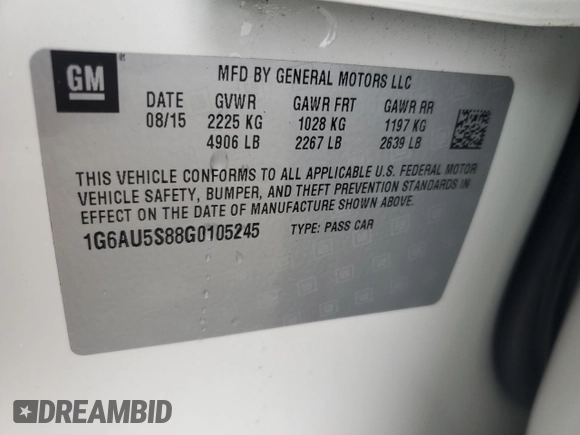 GM
MFD BY GENERAL MOTORS LLC
DATE GVWR GAWR FRT GAWR RR
08/15 2225 KG 1028 KG 1197 KG
4906 LB 2267 LB 2639 LB
THIS VEHICLE CONFORMS TO ALL APPLICABLE U.S. FEDERAL MOTOR
VEHICLE SAFETY, BUMPER, AND THEFT PREVENTION STANDARDS IN
EFFECT ON THE DATE OF MANUFACTURE SHOWN ABOVE.
1G6AU5S88G0105245 TYPE: PASS CAR
DREAMBID